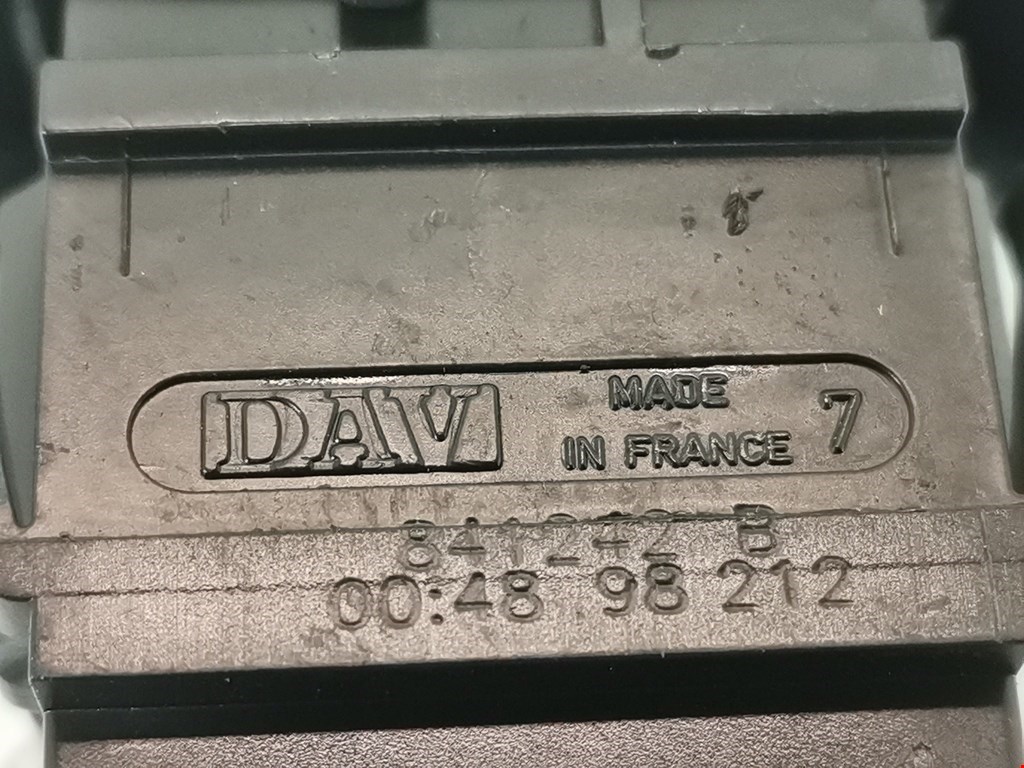 DAV
MADE
IN FRANCE
7
841242 B
00:48 98 212